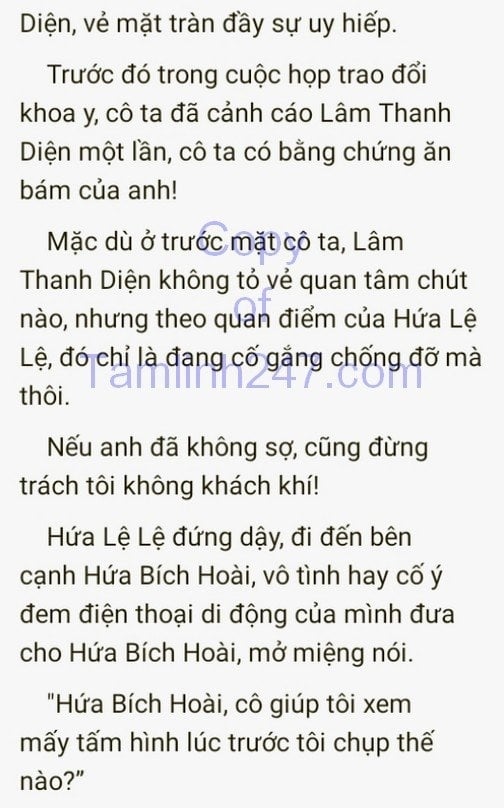 Diện, vẻ mặt tràn đầy sự uy hiếp.
Trước đó trong cuộc họp trao đổi
khoa y, cô ta đã cảnh cáo Lâm Thanh
Diện một lần, cô ta có bằng chứng ăn
bám của anh!
Mặc dù ở trước mặt cô ta, Lâm
Thanh Diện không tỏ vẻ quan tâm chút
nào, nhưng theo quan điểm của Hứa Lệ
Lệ, đó chỉ là đang cố gắng chống đỡ mà
thôi.
Nếu anh đã không sợ, cũng đừng
trách tôi không khách khí!
Hứa Lệ Lệ đứng dậy, đi đến bên
cạnh Hứa Bích Hoài, vô tình hay cố ý
đem điện thoại di động của mình đưa
cho Hứa Bích Hoài, mở miệng nói.
"Hứa Bích Hoài, cô giúp tôi xem
mấy tấm hình lúc trước tôi chụp thế
nào?”
Copy
of
Tamlinh247.com